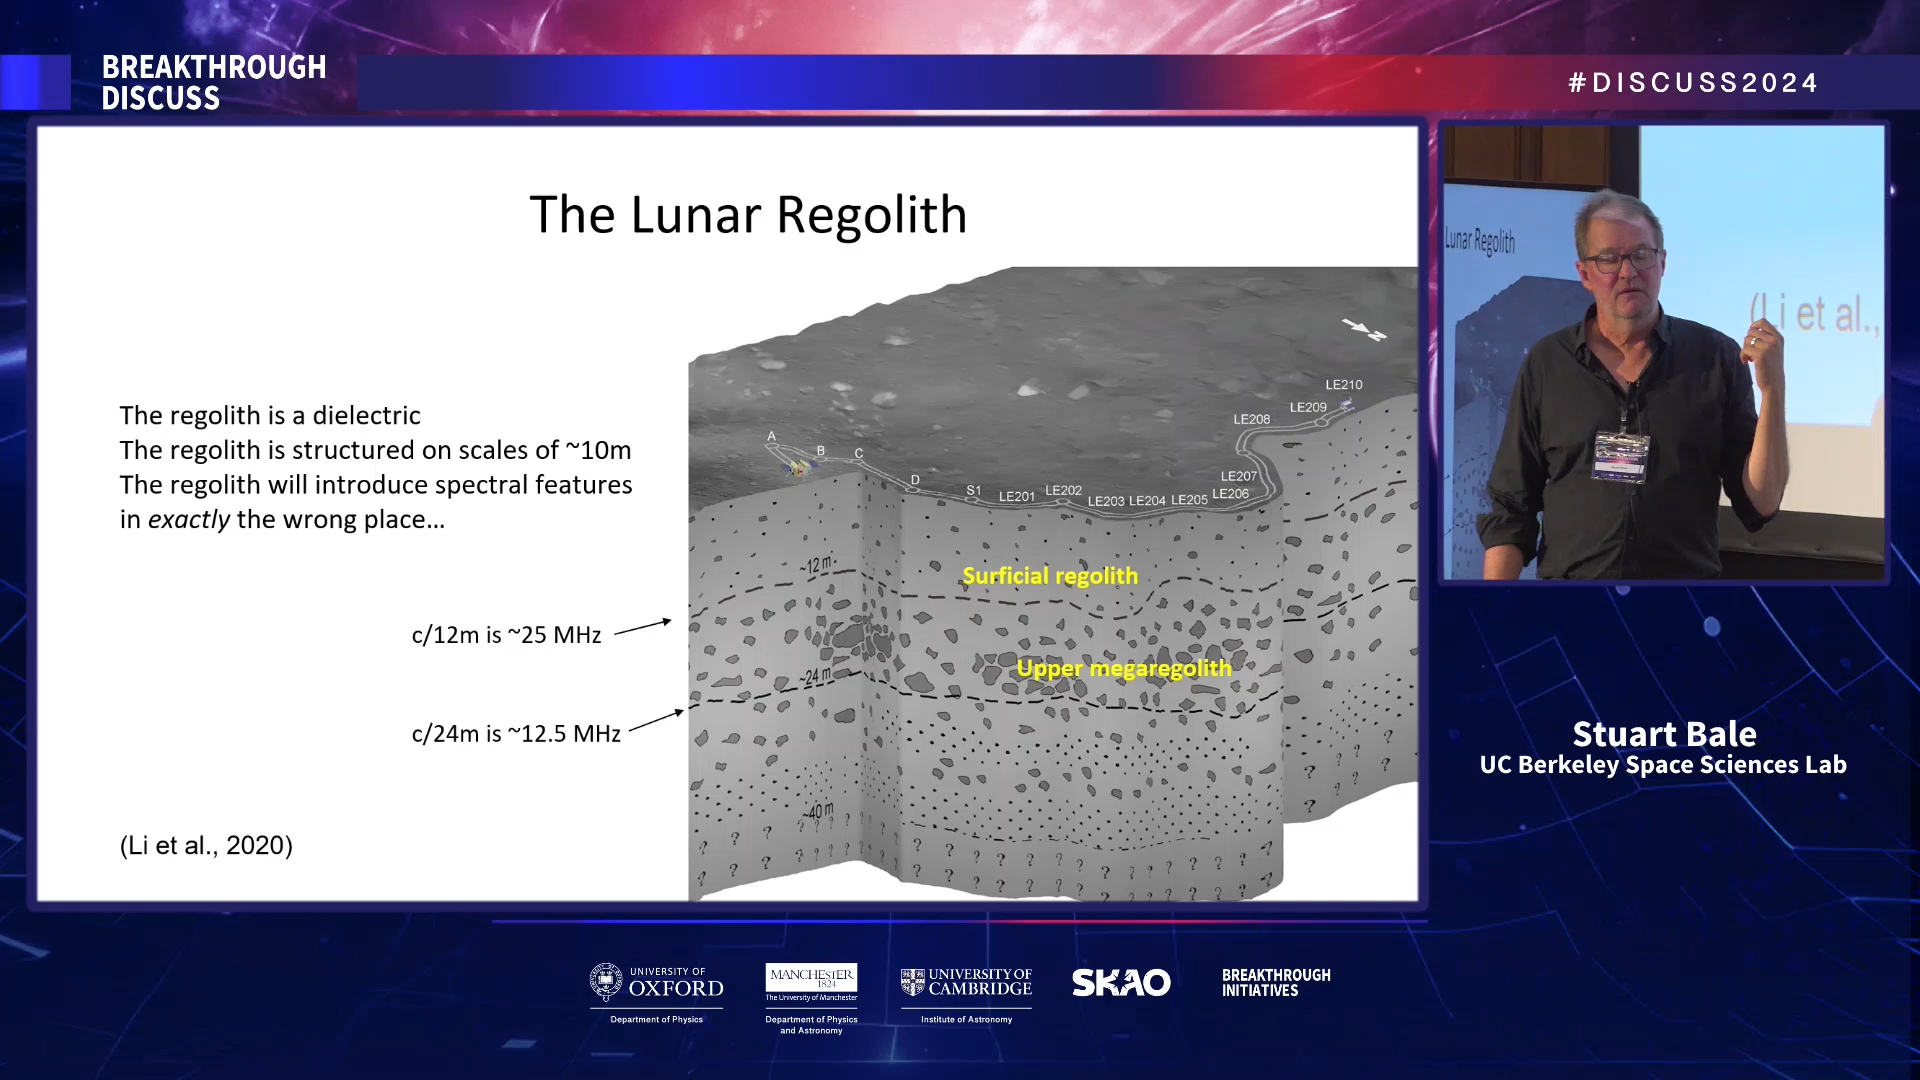 BREAKTHROUGH
DISCUSS
#DISCUSS2024
The Lunar Regolith
The regolith is a dielectric
The regolith is structured on scales of ~10m
The regolith will introduce spectral features
in exactly the wrong place...
c/12m is ~25 MHz
c/24m is ~12.5 MHz
(Li et al., 2020)
N
A
B
C
D
S1
LE201
LE202
LE203
LE204
LE205
LE206
LE207
LE208
LE209
LE210
~12 m
Surficial regolith
Upper megaregolith
~24 m
~40 m
? ? ? ? ? ? ? ? ?
Lunar Regolith
(Li et al.,
Stuart Bale
UC Berkeley Space Sciences Lab
UNIVERSITY OF
OXFORD
Department of Physics
MANCHESTER
1824
The University of Manchester
Department of Physics
and Astronomy
UNIVERSITY OF
CAMBRIDGE
Institute of Astronomy
SKAO
BREAKTHROUGH
INITIATIVES